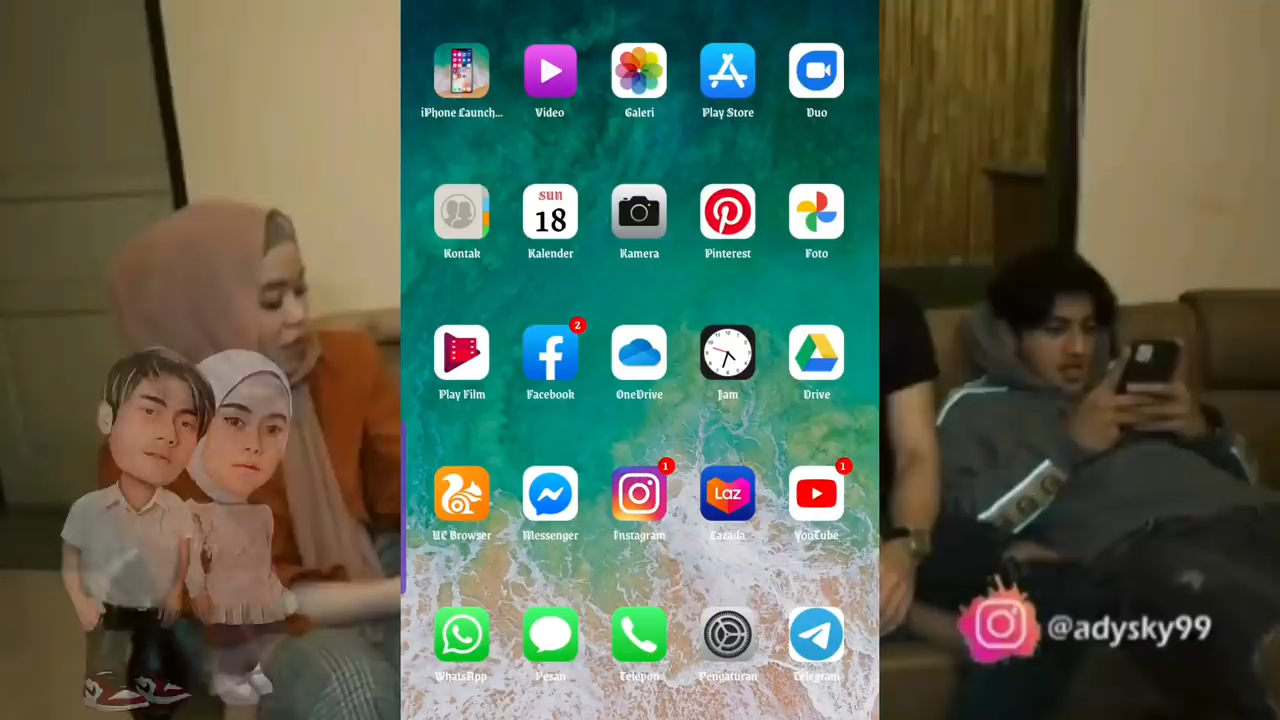 iPhone Launch...
Video
Galeri
Play Store
Duo
SUN
18
Kontak
Kalender
Kamera
Pinterest
Foto
2
Play Film
Facebook
OneDrive
Jam
Drive
1
1
Laz
UC Browser
Messenger
Instagram
Lazada
YouTube
@adysky99
WhatsApp
Pesan
Telepon
Pengaturan
Telegram